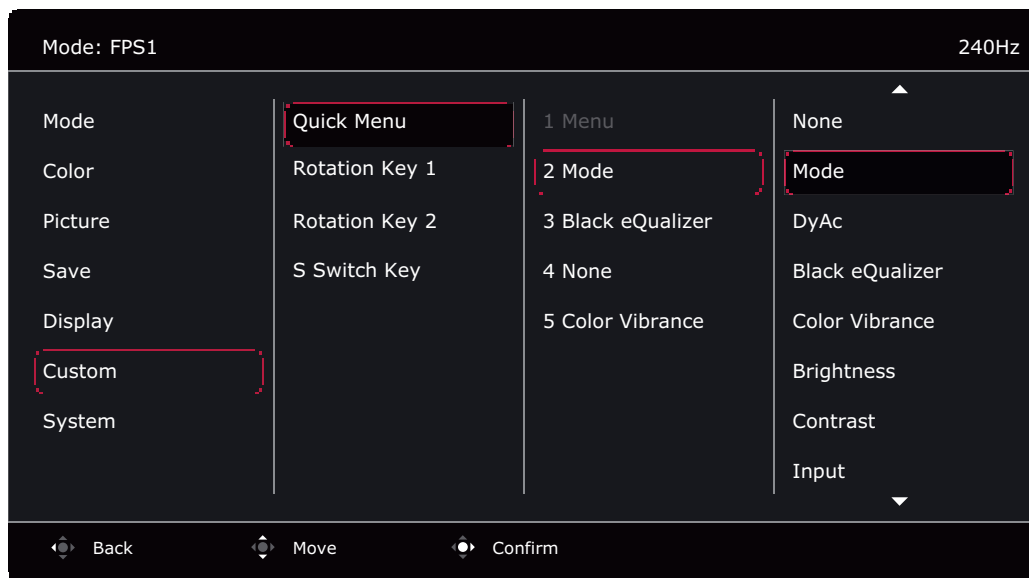 Mode: FPS1
240Hz
Mode
Color
Picture
Save
Display
Custom
System
Quick Menu
Rotation Key 1
Rotation Key 2
S Switch Key
1 Menu
2 Mode
3 Black eQualizer
4 None
5 Color Vibrance
None
Mode
DyAc
Black eQualizer
Color Vibrance
Brightness
Contrast
Input
Back
Move
Confirm